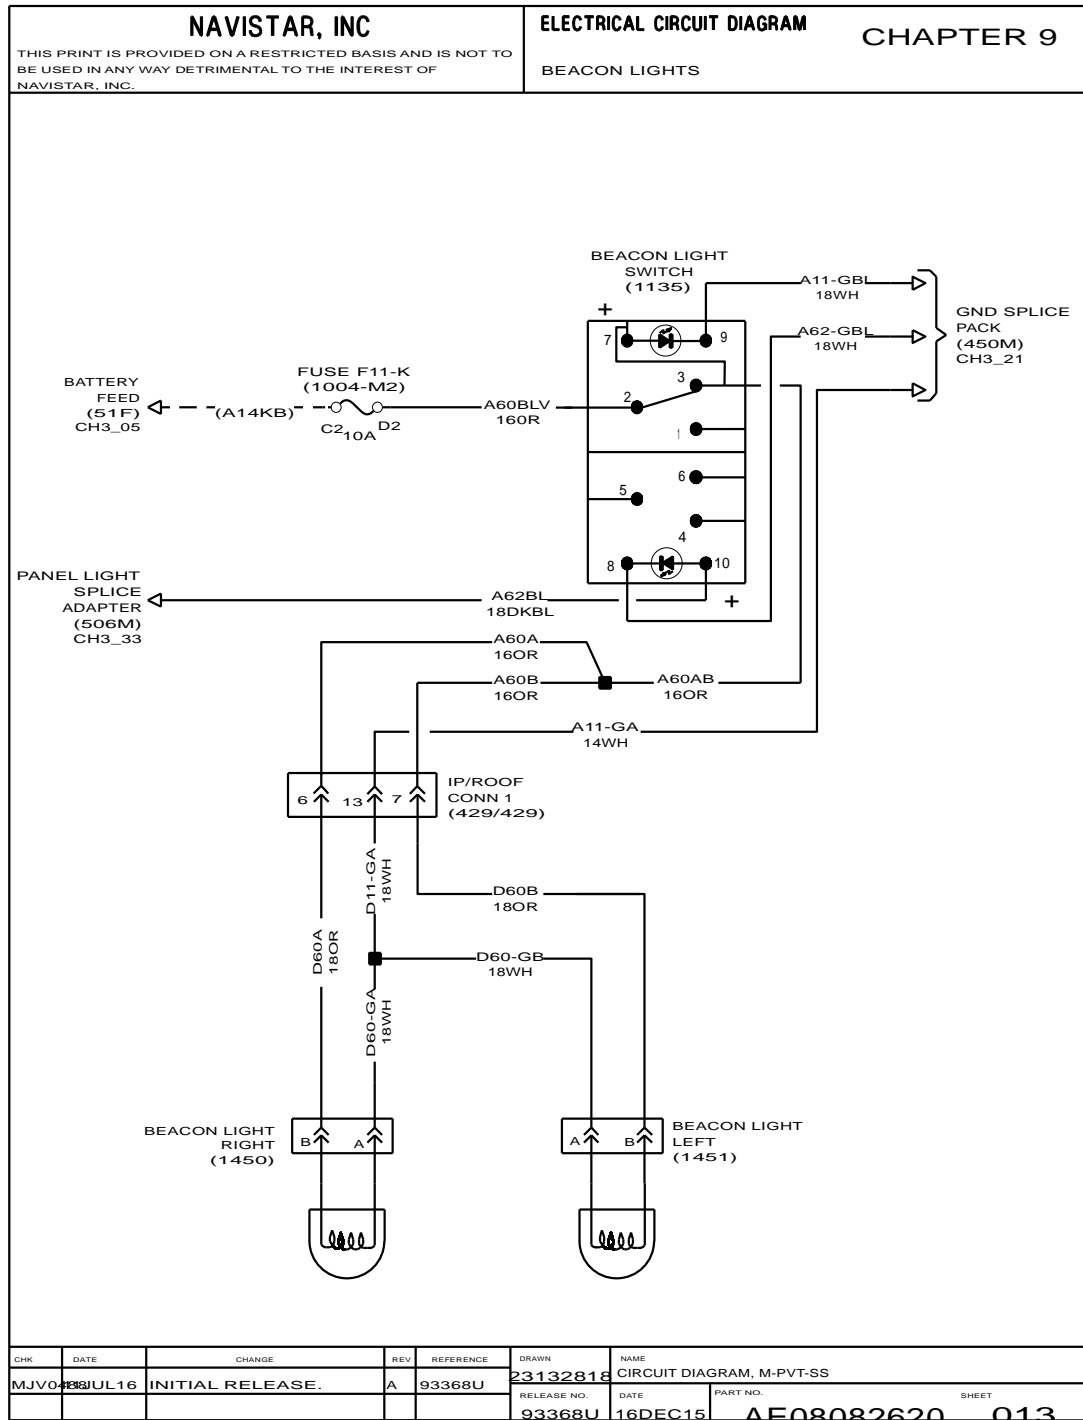 NAVISTAR, INC
THIS PRINT IS PROVIDED ON A RESTRICTED BASIS AND IS NOT TO
BE USED IN ANY WAY DETRIMENTAL TO THE INTEREST OF
NAVISTAR, INC.
ELECTRICAL CIRCUIT DIAGRAM
CHAPTER 9
BEACON LIGHTS
BEACON LIGHT
SWITCH
(1135)
A11-GBL
18WH
A62-GBL
18WH
GND SPLICE
PACK
(450M)
CH3_21
+
7
9
3
2
1
6
5
4
8
10
+
BATTERY
FEED
(51F)
CH3_05
(A14KB)
FUSE F11-K
(1004-M2)
C2
10A
D2
A60BLV
160R
PANEL LIGHT
SPLICE
ADAPTER
(506M)
CH3_33
A62BL
18DKBL
A60A
16OR
A60B
16OR
A60AB
16OR
A11-GA
14WH
6
13
7
IP/ROOF
CONN 1
(429/429)
D11-GA
18WH
D60B
18OR
D60A
18OR
D60-GB
18WH
D60-GA
18WH
BEACON LIGHT
RIGHT
(1450)
B
A
A
B
BEACON LIGHT
LEFT
(1451)
CHK
DATE
CHANGE
REV
REFERENCE
DRAWN
NAME
INITIAL RELEASE.
A
93368U
23132818
CIRCUIT DIAGRAM, M-PVT-SS
RELEASE NO.
DATE
PART NO.
SHEET
93368U
16DEC15
AE08082620
013